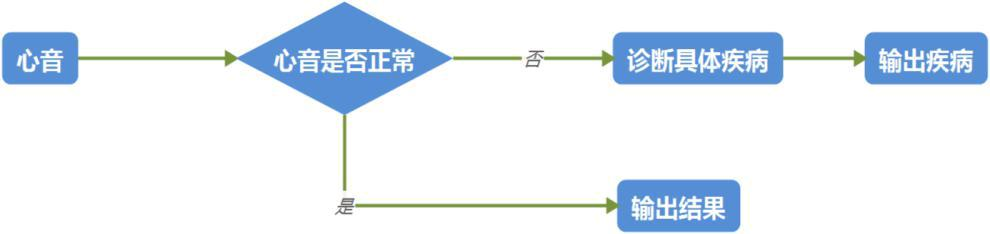 心音
心音是否正常
否
诊断具体疾病
输出疾病
是
输出结果